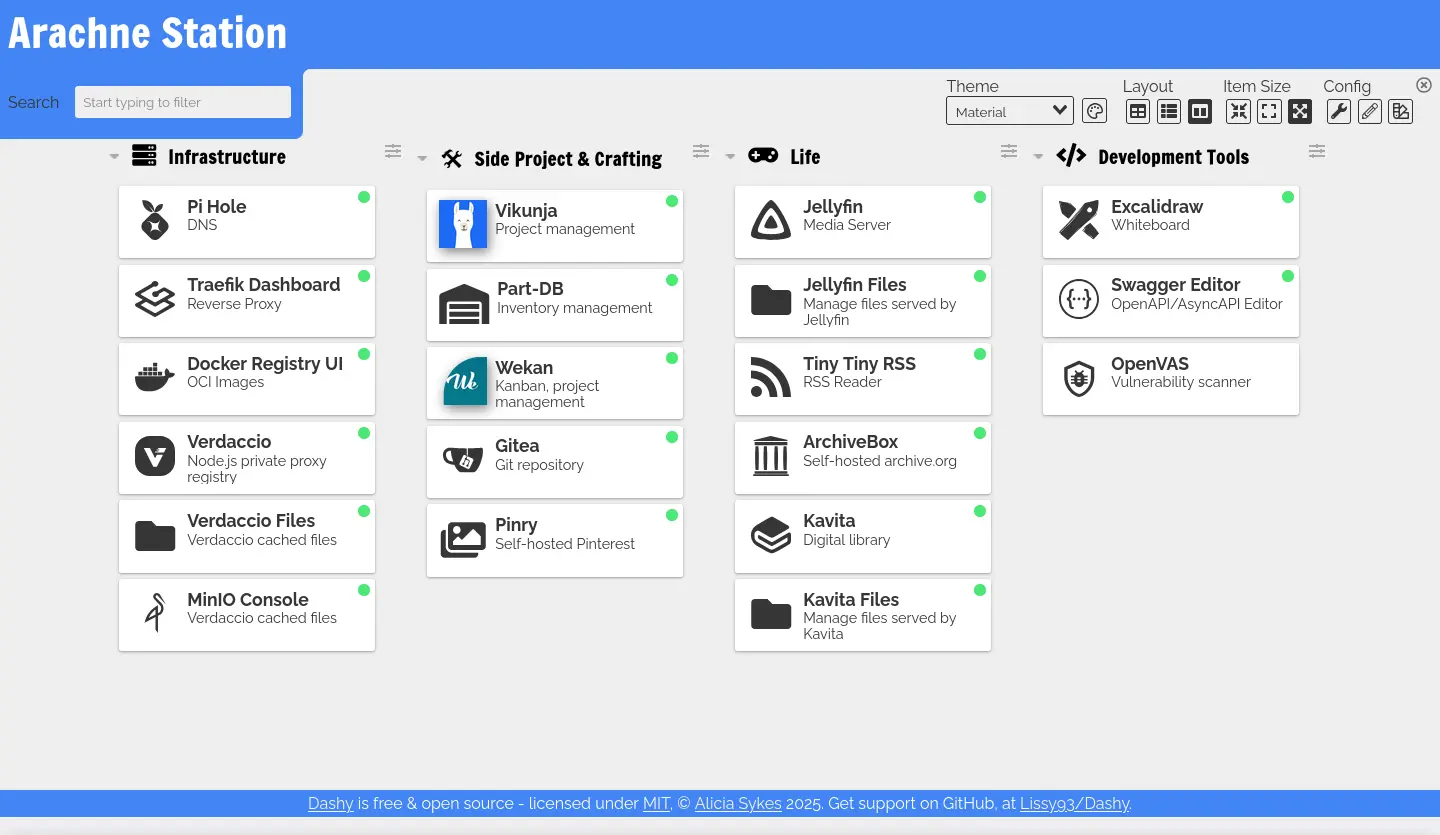 Arachne Station
Search
Start typing to filter
Theme
Material
Layout
Item Size
Config
Infrastructure
Pi Hole
DNS
Traefik Dashboard
Reverse Proxy
Docker Registry UI
OCI Images
Verdaccio
Node.js private proxy
registry
Verdaccio Files
Verdaccio cached files
MinIO Console
Verdaccio cached files
Side Project & Crafting
Vikunja
Project management
Part-DB
Inventory management
We
Wekan
Kanban, project
management
Gitea
Git repository
Pinry
Self-hosted Pinterest
Life
Jellyfin
Media Server
Jellyfin Files
Manage files served by
Jellyfin
Tiny Tiny RSS
RSS Reader
ArchiveBox
Self-hosted archive.org
Kavita
Digital library
Kavita Files
Manage files served by
Kavita
Development Tools
Excalidraw
Whiteboard
Swagger Editor
OpenAPI/AsyncAPI Editor
OpenVAS
Vulnerability scanner
Dashy is free & open source - licensed under MIT, © Alicia Sykes 2025. Get support on GitHub, at Lissy93/Dashy.